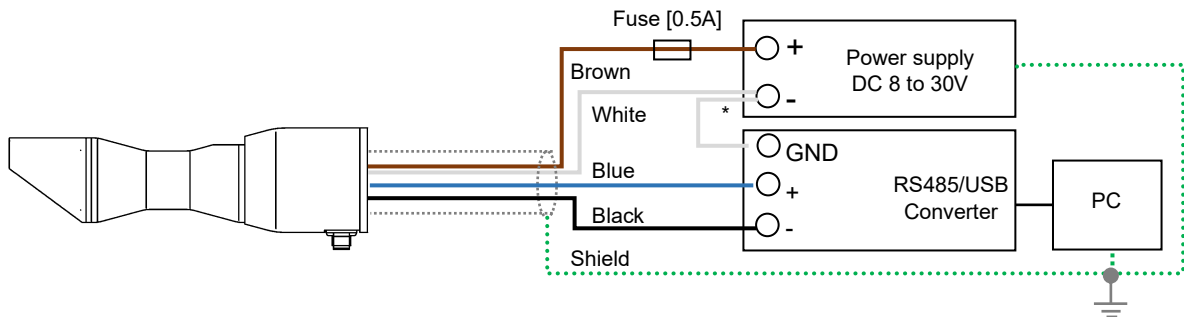 Fuse [0.5A]
+
Power supply
DC 8 to 30V
Brown
-
White
*
GND
Blue
+
RS485/USB
Converter
PC
Black
-
Shield